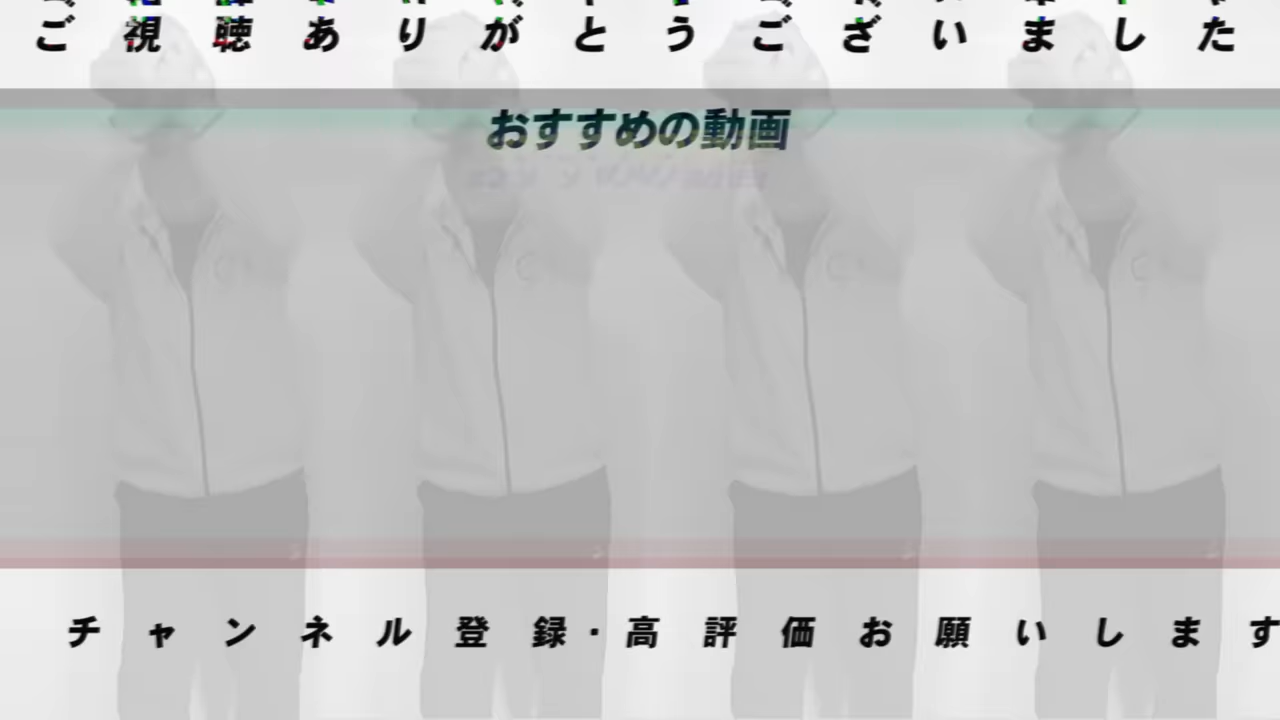 ご視聴ありがとうございました
おすすめの動画
チャンネル登録・高評価お願いします